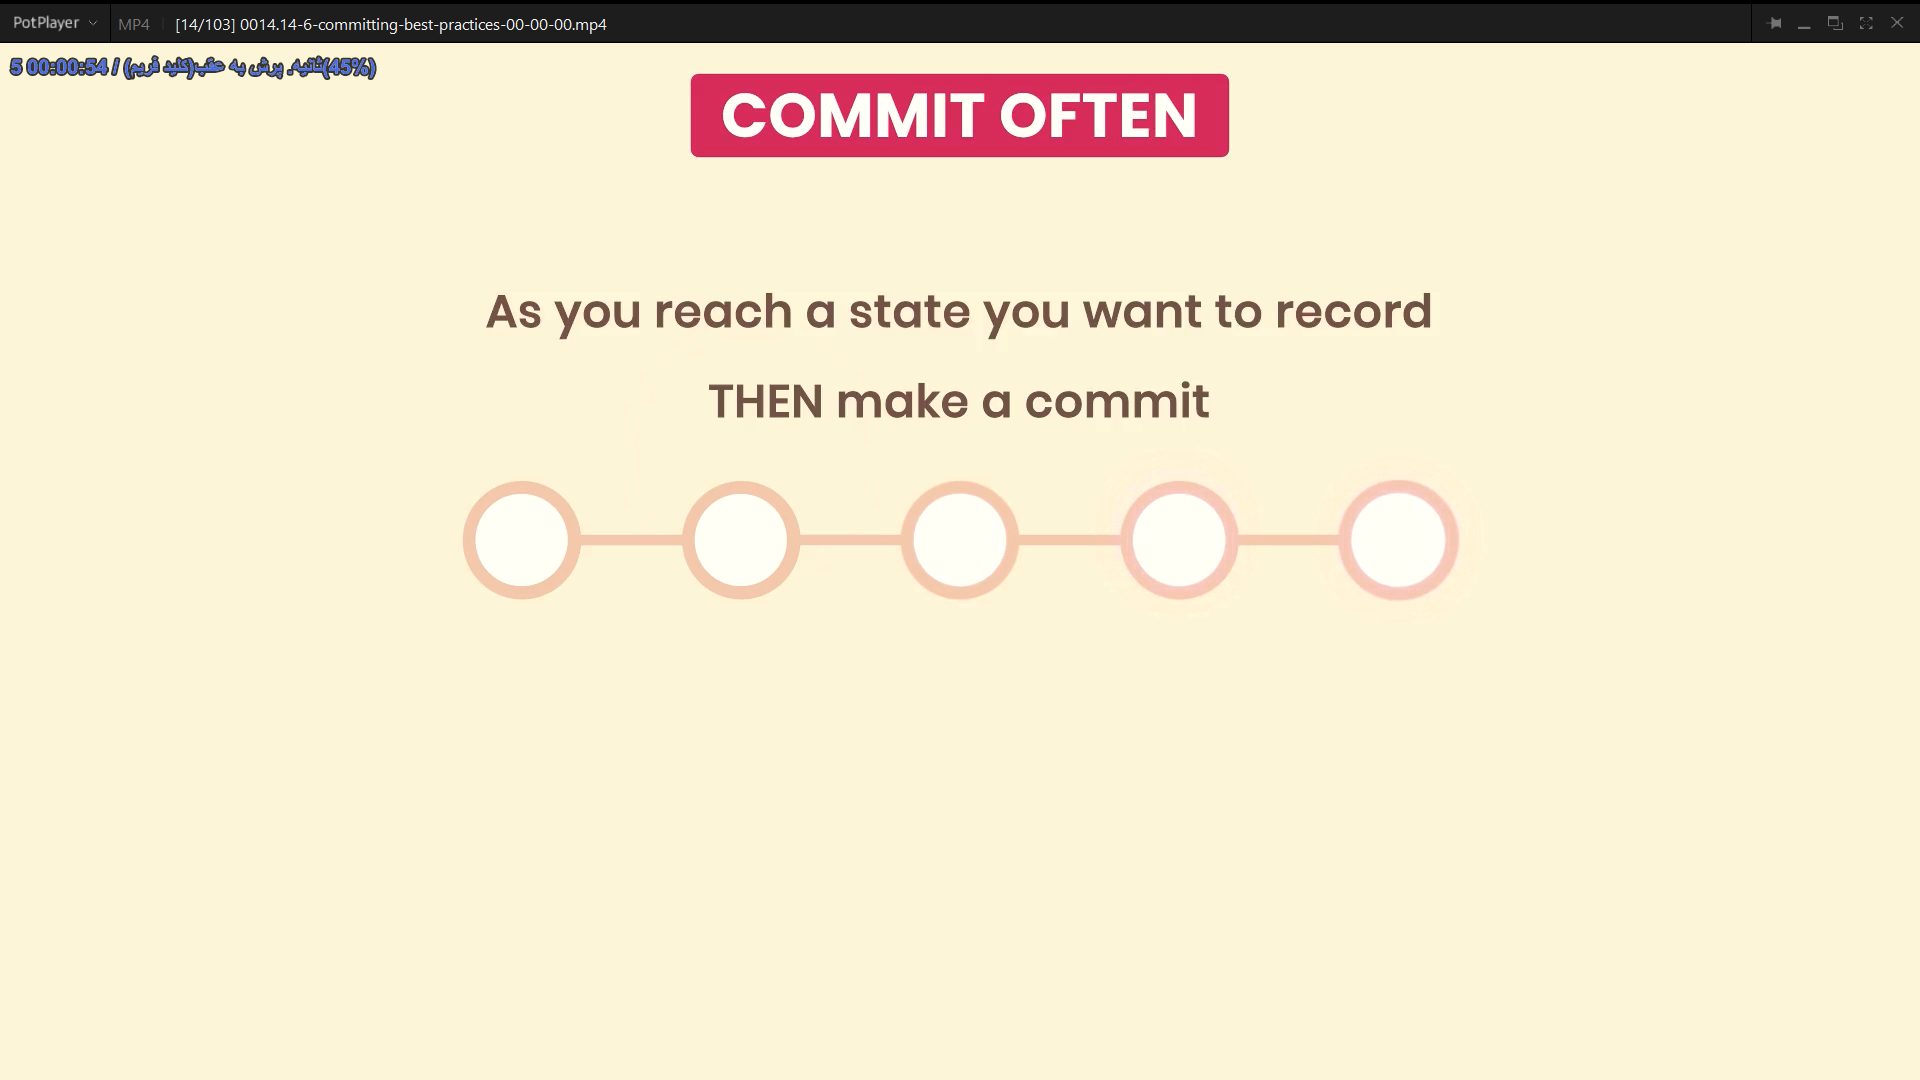 PotPlayer MP4 [14/103] 0014.14-6-committing-best-practices-00-00-00.mp4
5 ثانیه. پرش به عقب(کلید فریم) / 00:00:54(45%)
COMMIT OFTEN
As you reach a state you want to record
THEN make a commit